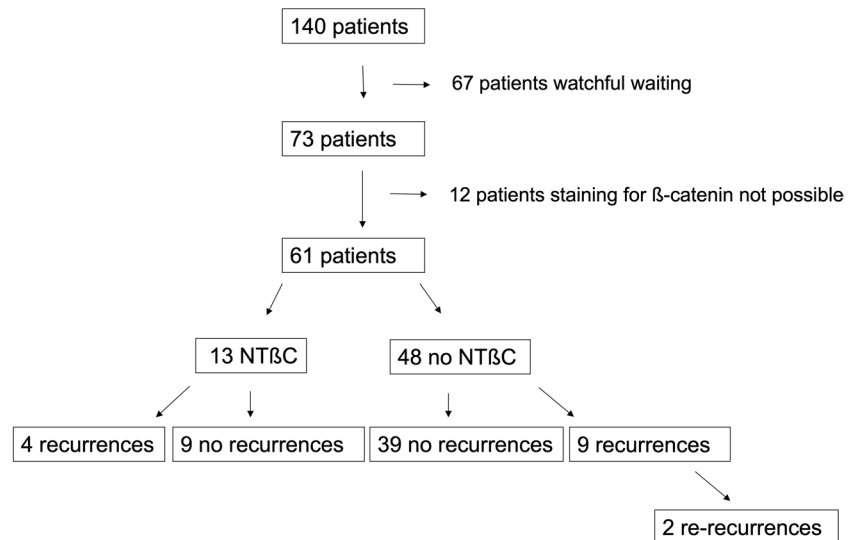 140 patients
67 patients watchful waiting
73 patients
12 patients staining for ß-catenin not possible
61 patients
13 NTßC
48 no NTßC
4 recurrences
9 no recurrences
39 no recurrences
9 recurrences
2 re-recurrences